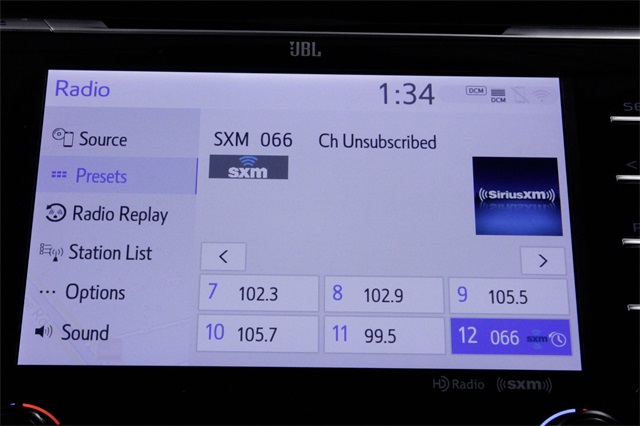 JBL
Radio
1:34
DCM
DCM
Source
SXM 066 Ch Unsubscribed
sxm
Presets
((SiriusXM))
Radio Replay
Station List
< >
Options
7 102.3
8 102.9
9 105.5
Sound
10 105.7
11 99.5
12 066 sxm
HD Radio ((sxm))